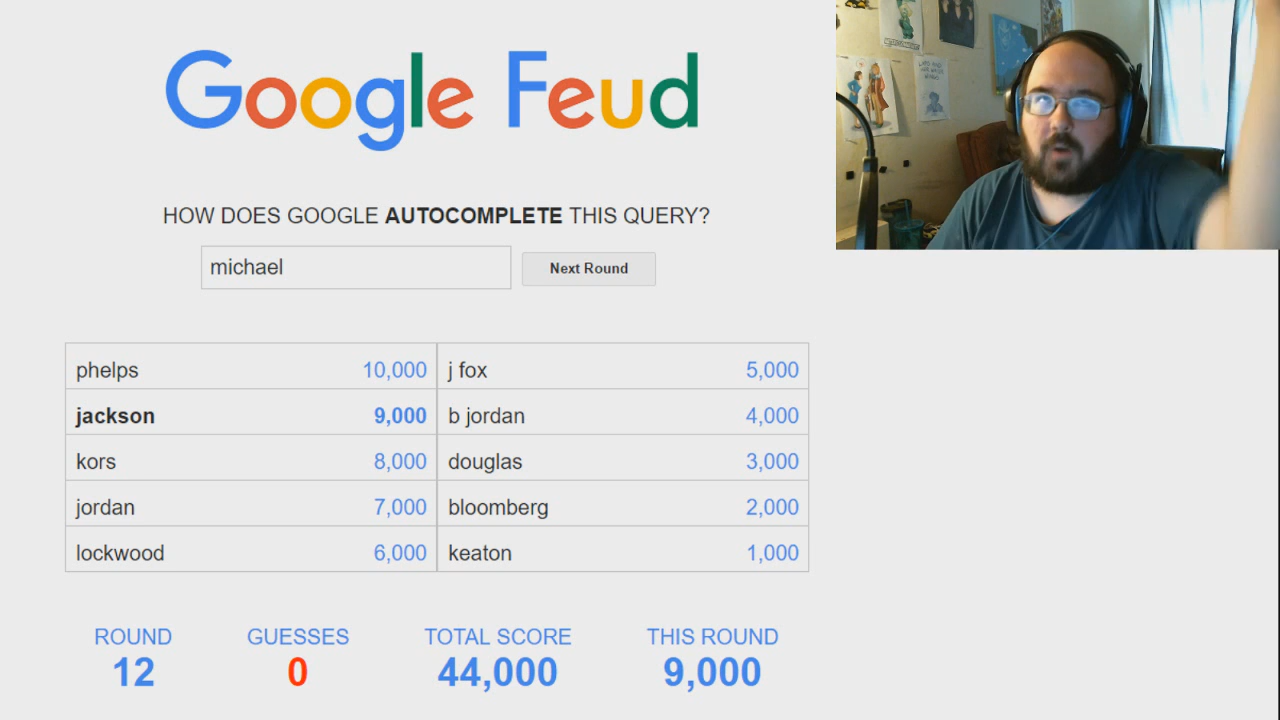 Google Feud
HOW DOES GOOGLE AUTOCOMPLETE THIS QUERY?
michael
Next Round
phelps 10,000 j fox 5,000
jackson 9,000 b jordan 4,000
kors 8,000 douglas 3,000
jordan 7,000 bloomberg 2,000
lockwood 6,000 keaton 1,000
ROUND GUESSES TOTAL SCORE THIS ROUND
12 0 44,000 9,000